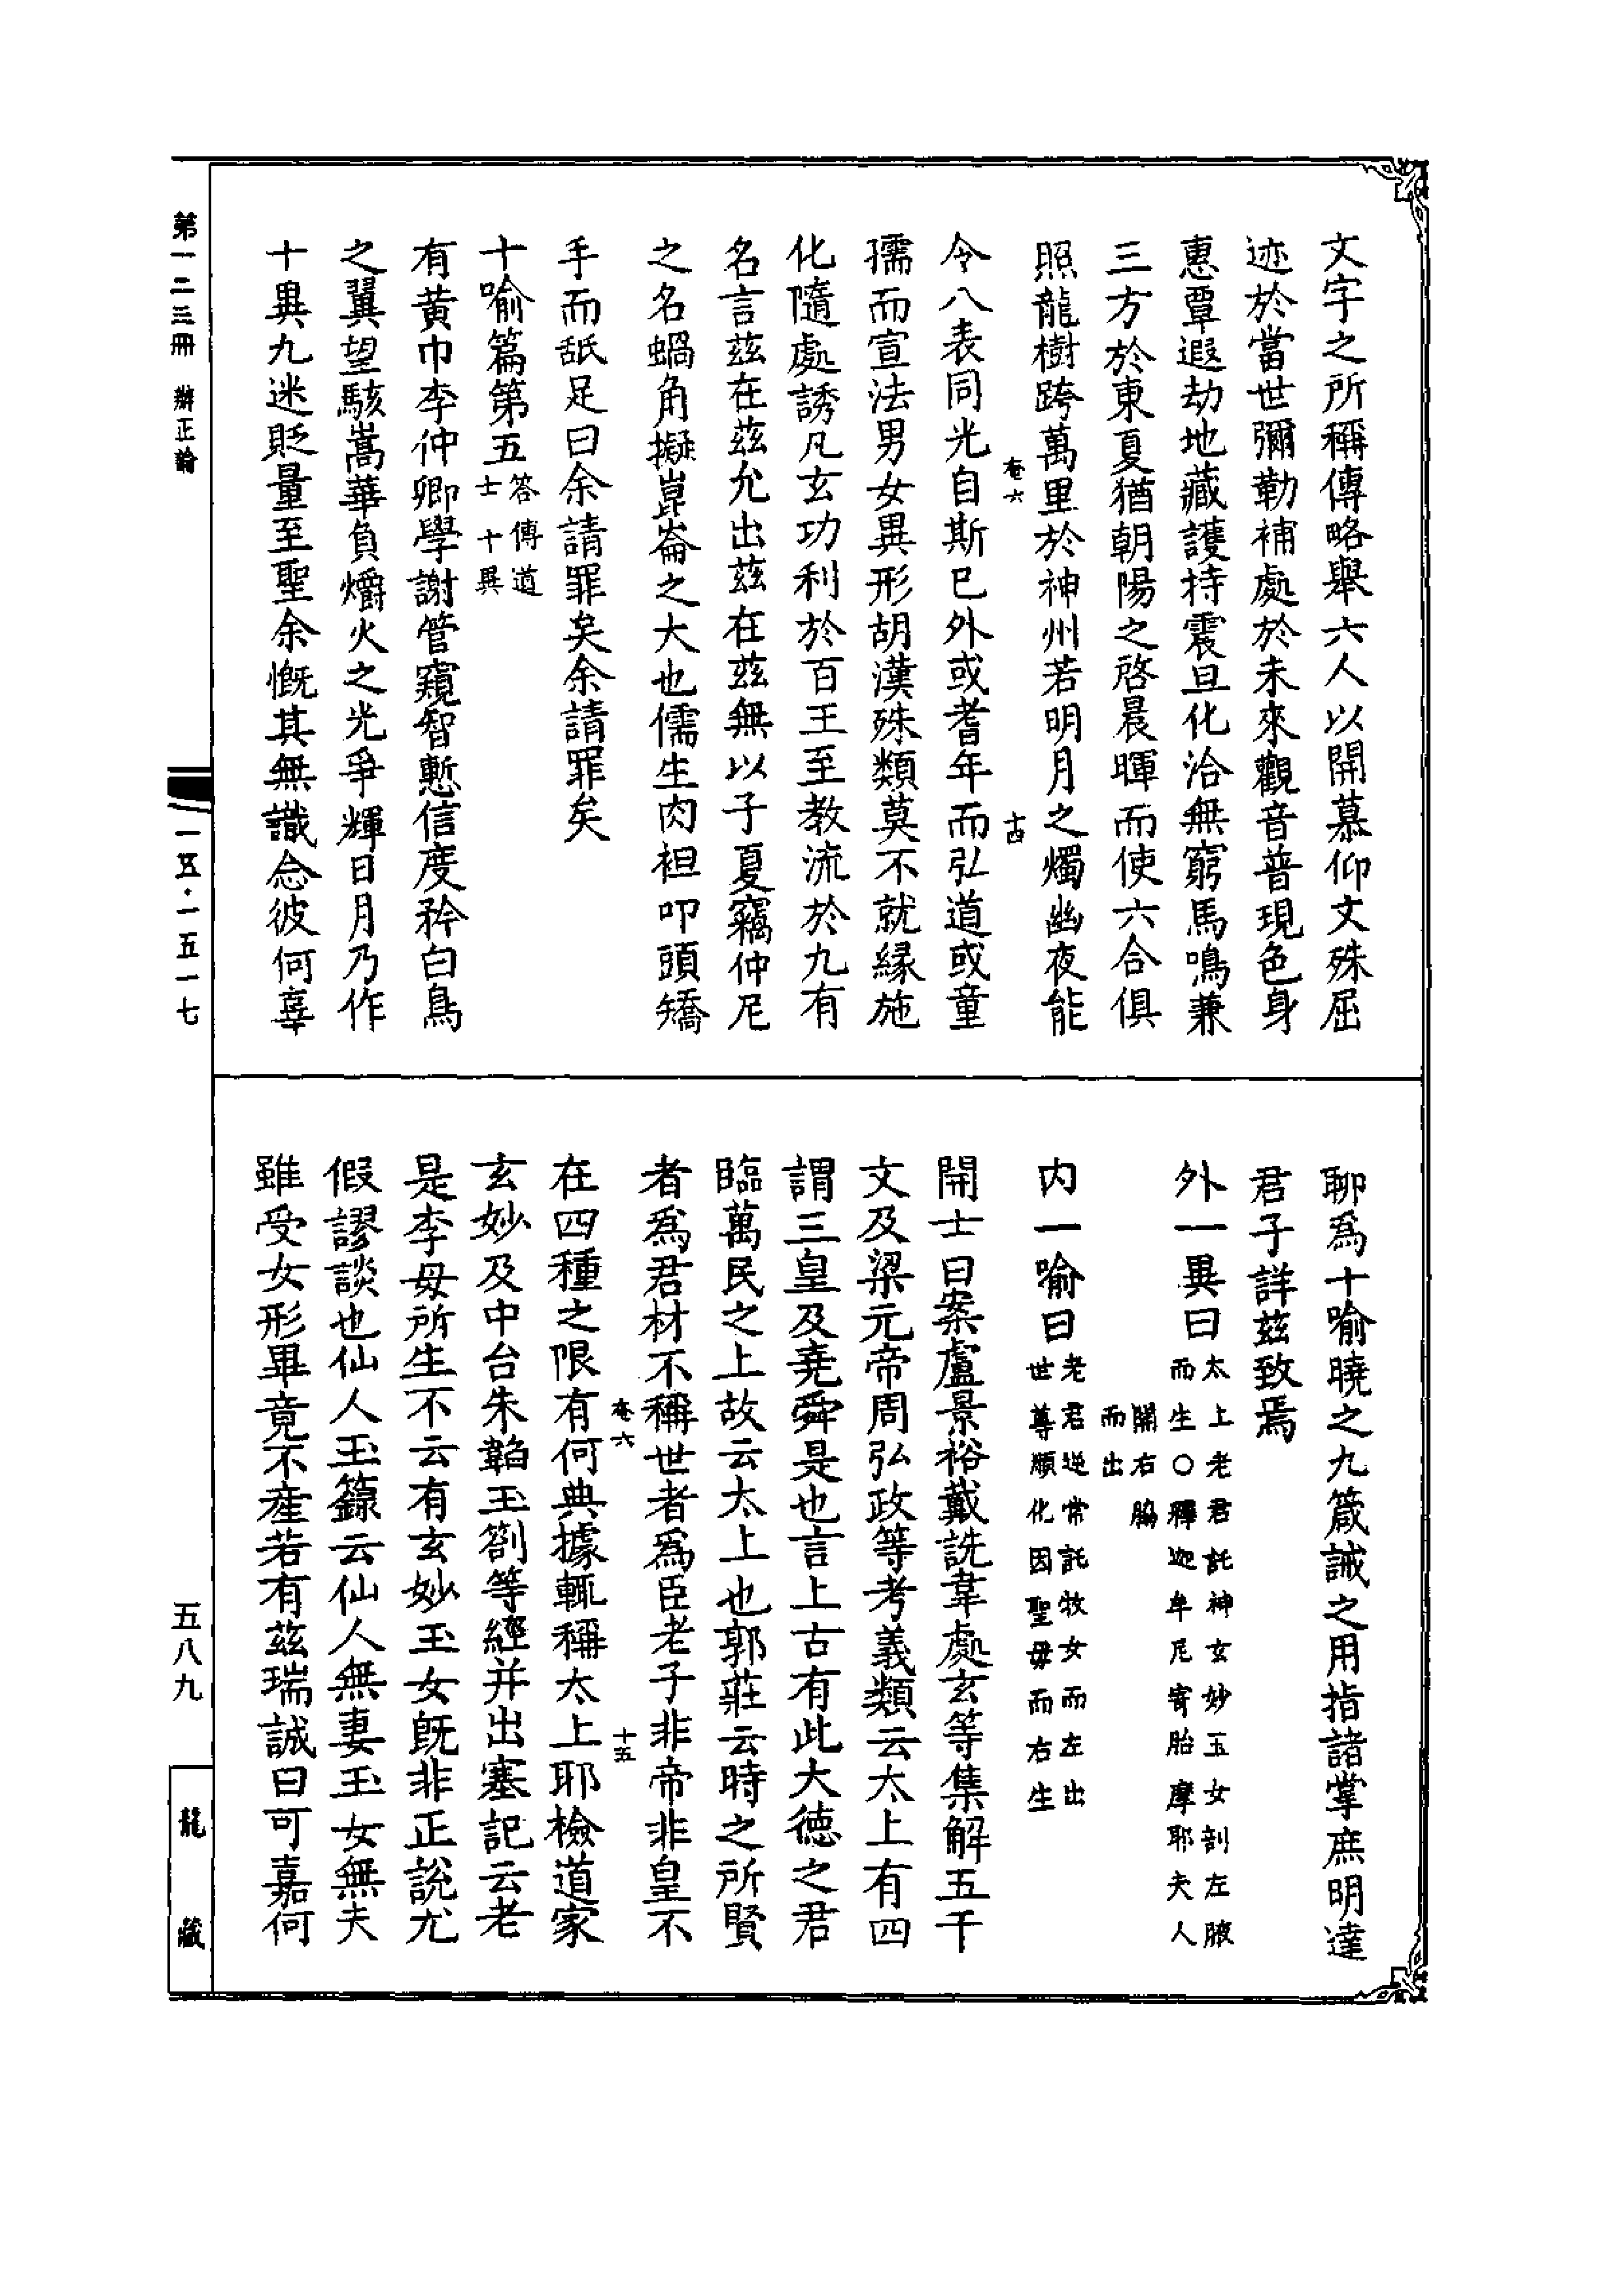 文字之所稱傳略舉六人以開慕仰文殊屈
迹於當世彌勒補處於未來觀音普現色身
惠覃遐劫地藏護持震旦化洽無窮馬鳴兼
三方於東夏猶朝陽之啓晨暉而使六合俱
照龍樹跨萬里於神州若明月之燭幽夜能
巻六 十四
令八表同光自斯已外或耆年而弘道或童
孺而宣法男女異形胡漢殊類莫不就縁施
化隨處誘凡玄功利於百王至教流於九有
名言茲在茲允出茲在茲無以子夏竊仲尼
之名蝸角擬崑崙之大也儒生肉袒叩頭矯
手而舐足曰余請罪矣余請罪矣
十喻篇第五 答傳道士十異
有黃巾李仲卿學謝管窺智慙信度矜白鳥
之翼望駭嵩華負爝火之光爭輝日月乃作
十異九迷貶量至聖余慨其無識念彼何辜
聊爲十喻曉之九箴誡之用指諸掌庶明達
君子詳茲致焉
外一異曰 太上老君託神玄妙玉女剖左腋
而生○釋迦牟尼寄胎摩耶夫人
開右脇
而出
内一喻曰 老君逆常託牧女而左出
世尊順化因聖母而右生
開士曰案盧景裕戴詵韋處玄等集解五千
文及梁元帝周弘政等考義類云太上有四
謂三皇及堯舜是也言上古有此大德之君
臨萬民之上故云太上也郭莊云時之所賢
者爲君材不稱世者爲臣老子非帝非皇不
巻六 十五
在四種之限有何典據輒稱太上耶檢道家
玄妙及中台朱韜玉劄等經并出塞記云老
是李母所生不云有玄妙玉女既非正說尤
假謬談也仙人玉籙云仙人無妻玉女無夫
雖受女形畢竟不產若有茲瑞誠曰可嘉何
第一二三冊 辯正論
一五·一五一七
五八九
龍藏